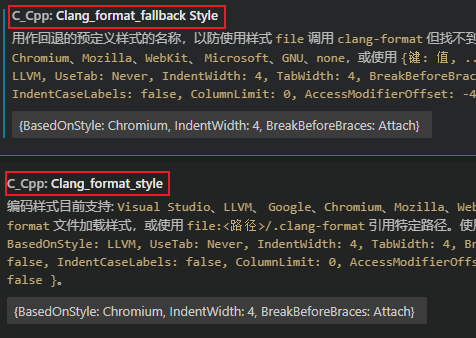 C_Cpp: Clang_format_fallback Style
用作回退的预定义样式的名称，以防使用样式 file 调用 clang-format 但找不到
Chromium、Mozilla、WebKit、Microsoft、GNU、none，或使用 {键: 值, ..
LLVM, UseTab: Never, IndentWidth: 4, TabWidth: 4, BreakBeforeBrac
IndentCaseLabels: false, ColumnLimit: 0, AccessModifierOffset: -4
{BasedOnStyle: Chromium, IndentWidth: 4, BreakBeforeBraces: Attach}
C_Cpp: Clang_format_style
编码样式目前支持: Visual Studio、LLVM、Google、Chromium、Mozilla、Web
format 文件加载样式，或使用 file:<路径>/.clang-format 引用特定路径。使
BasedOnStyle: LLVM, UseTab: Never, IndentWidth: 4, TabWidth: 4, Br
false, IndentCaseLabels: false, ColumnLimit: 0, AccessModifierOffs
false }。
{BasedOnStyle: Chromium, IndentWidth: 4, BreakBeforeBraces: Attach}